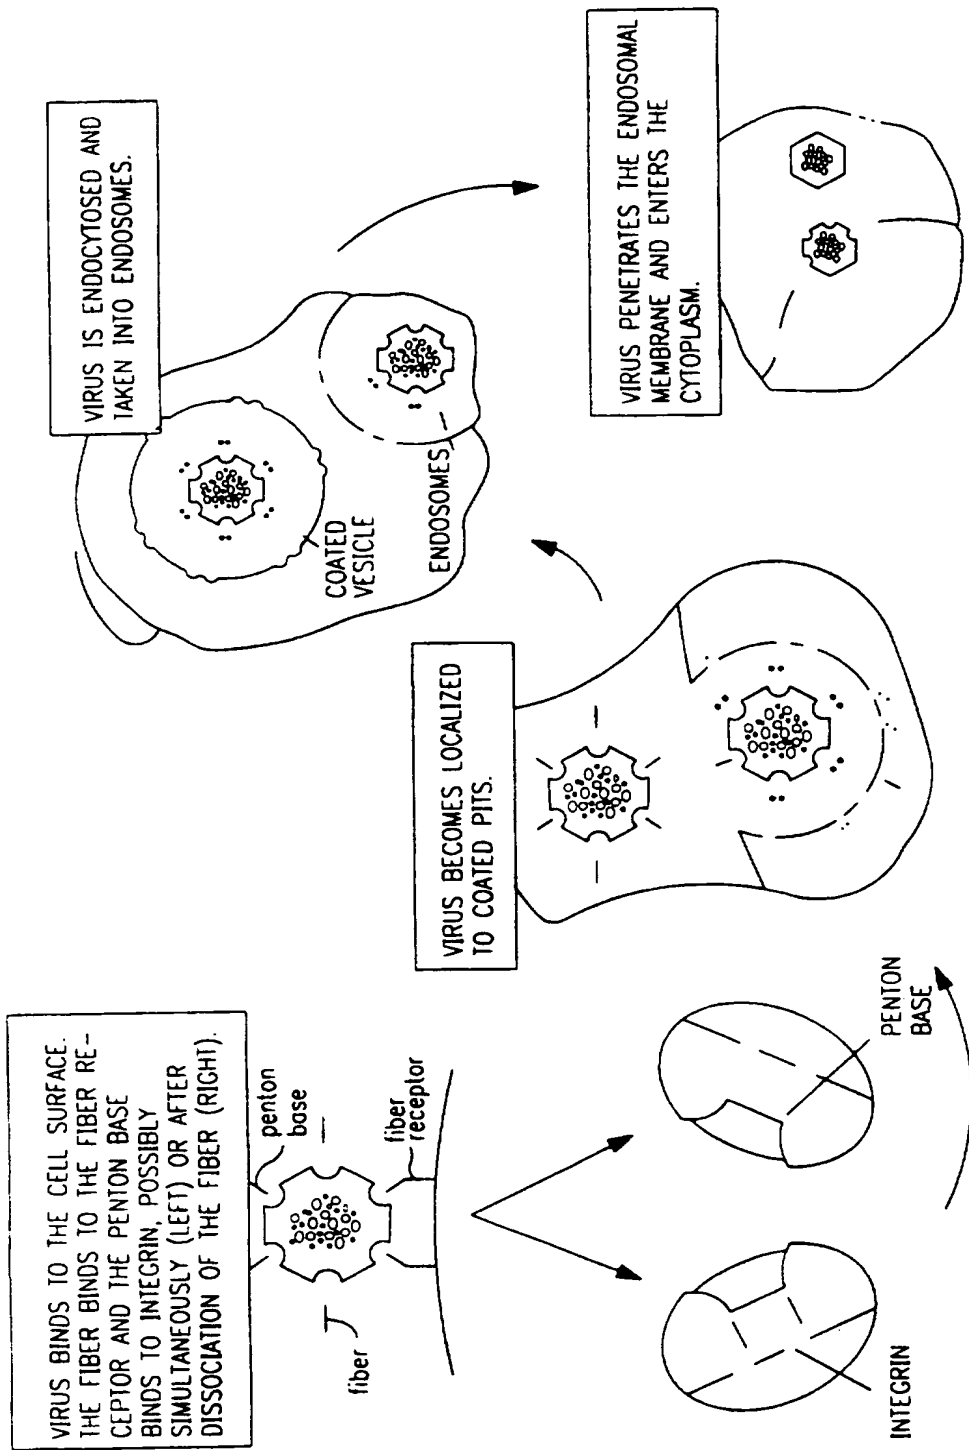 VIRUS BINDS TO THE CELL SURFACE.
THE FIBER BINDS TO THE FIBER RE-
CEPTOR AND THE PENTON BASE
BINDS TO INTEGRIN, POSSIBLY
SIMULTANEOUSLY (LEFT) OR AFTER
DISSOCIATION OF THE FIBER (RIGHT).
penton
base
fiber
fiber
receptor
INTEGRIN
PENTON
BASE
VIRUS BECOMES LOCALIZED
TO COATED PITS.
VIRUS IS ENDOCYTOSED AND
TAKEN INTO ENDOSOMES.
COATED
VESICLE
ENDOSOMES
VIRUS PENETRATES THE ENDOSOMAL
MEMBRANE AND ENTERS THE
CYTOPLASM.